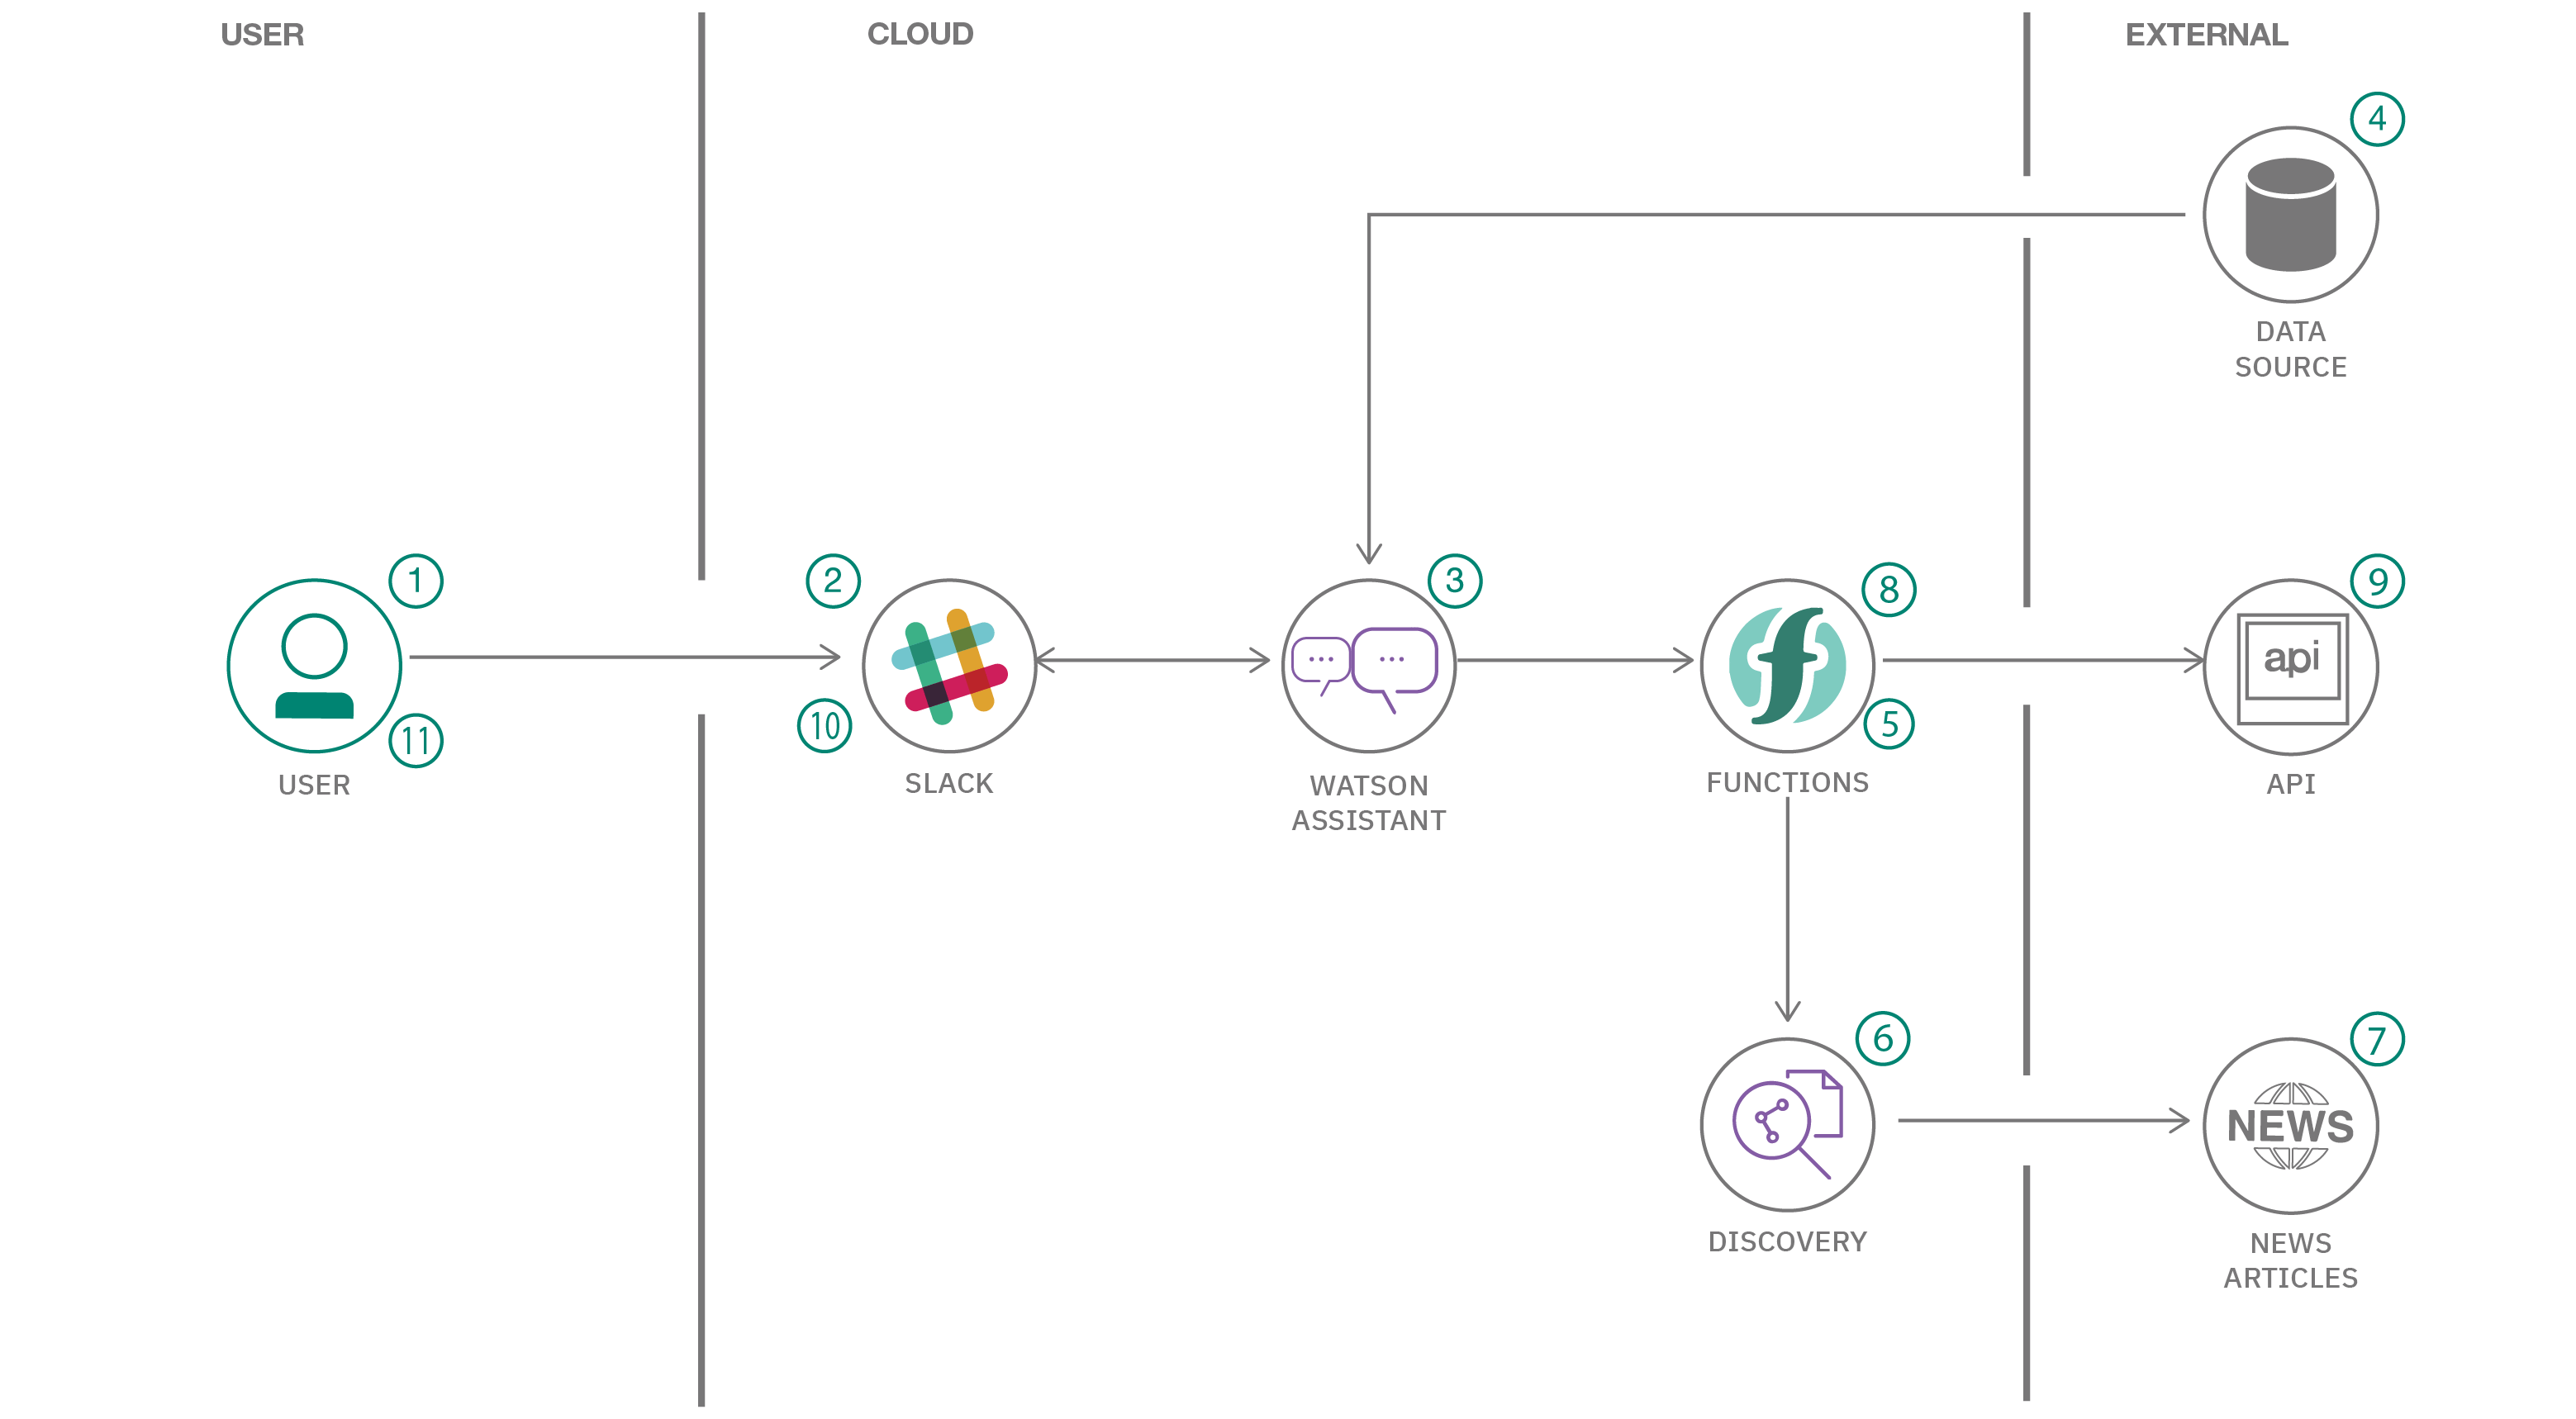 USER
CLOUD
EXTERNAL
4
DATA
SOURCE
1
11
USER
2
10
SLACK
3
WATSON
ASSISTANT
8
5
FUNCTIONS
9
api
API
6
DISCOVERY
7
NEWS
NEWS
ARTICLES